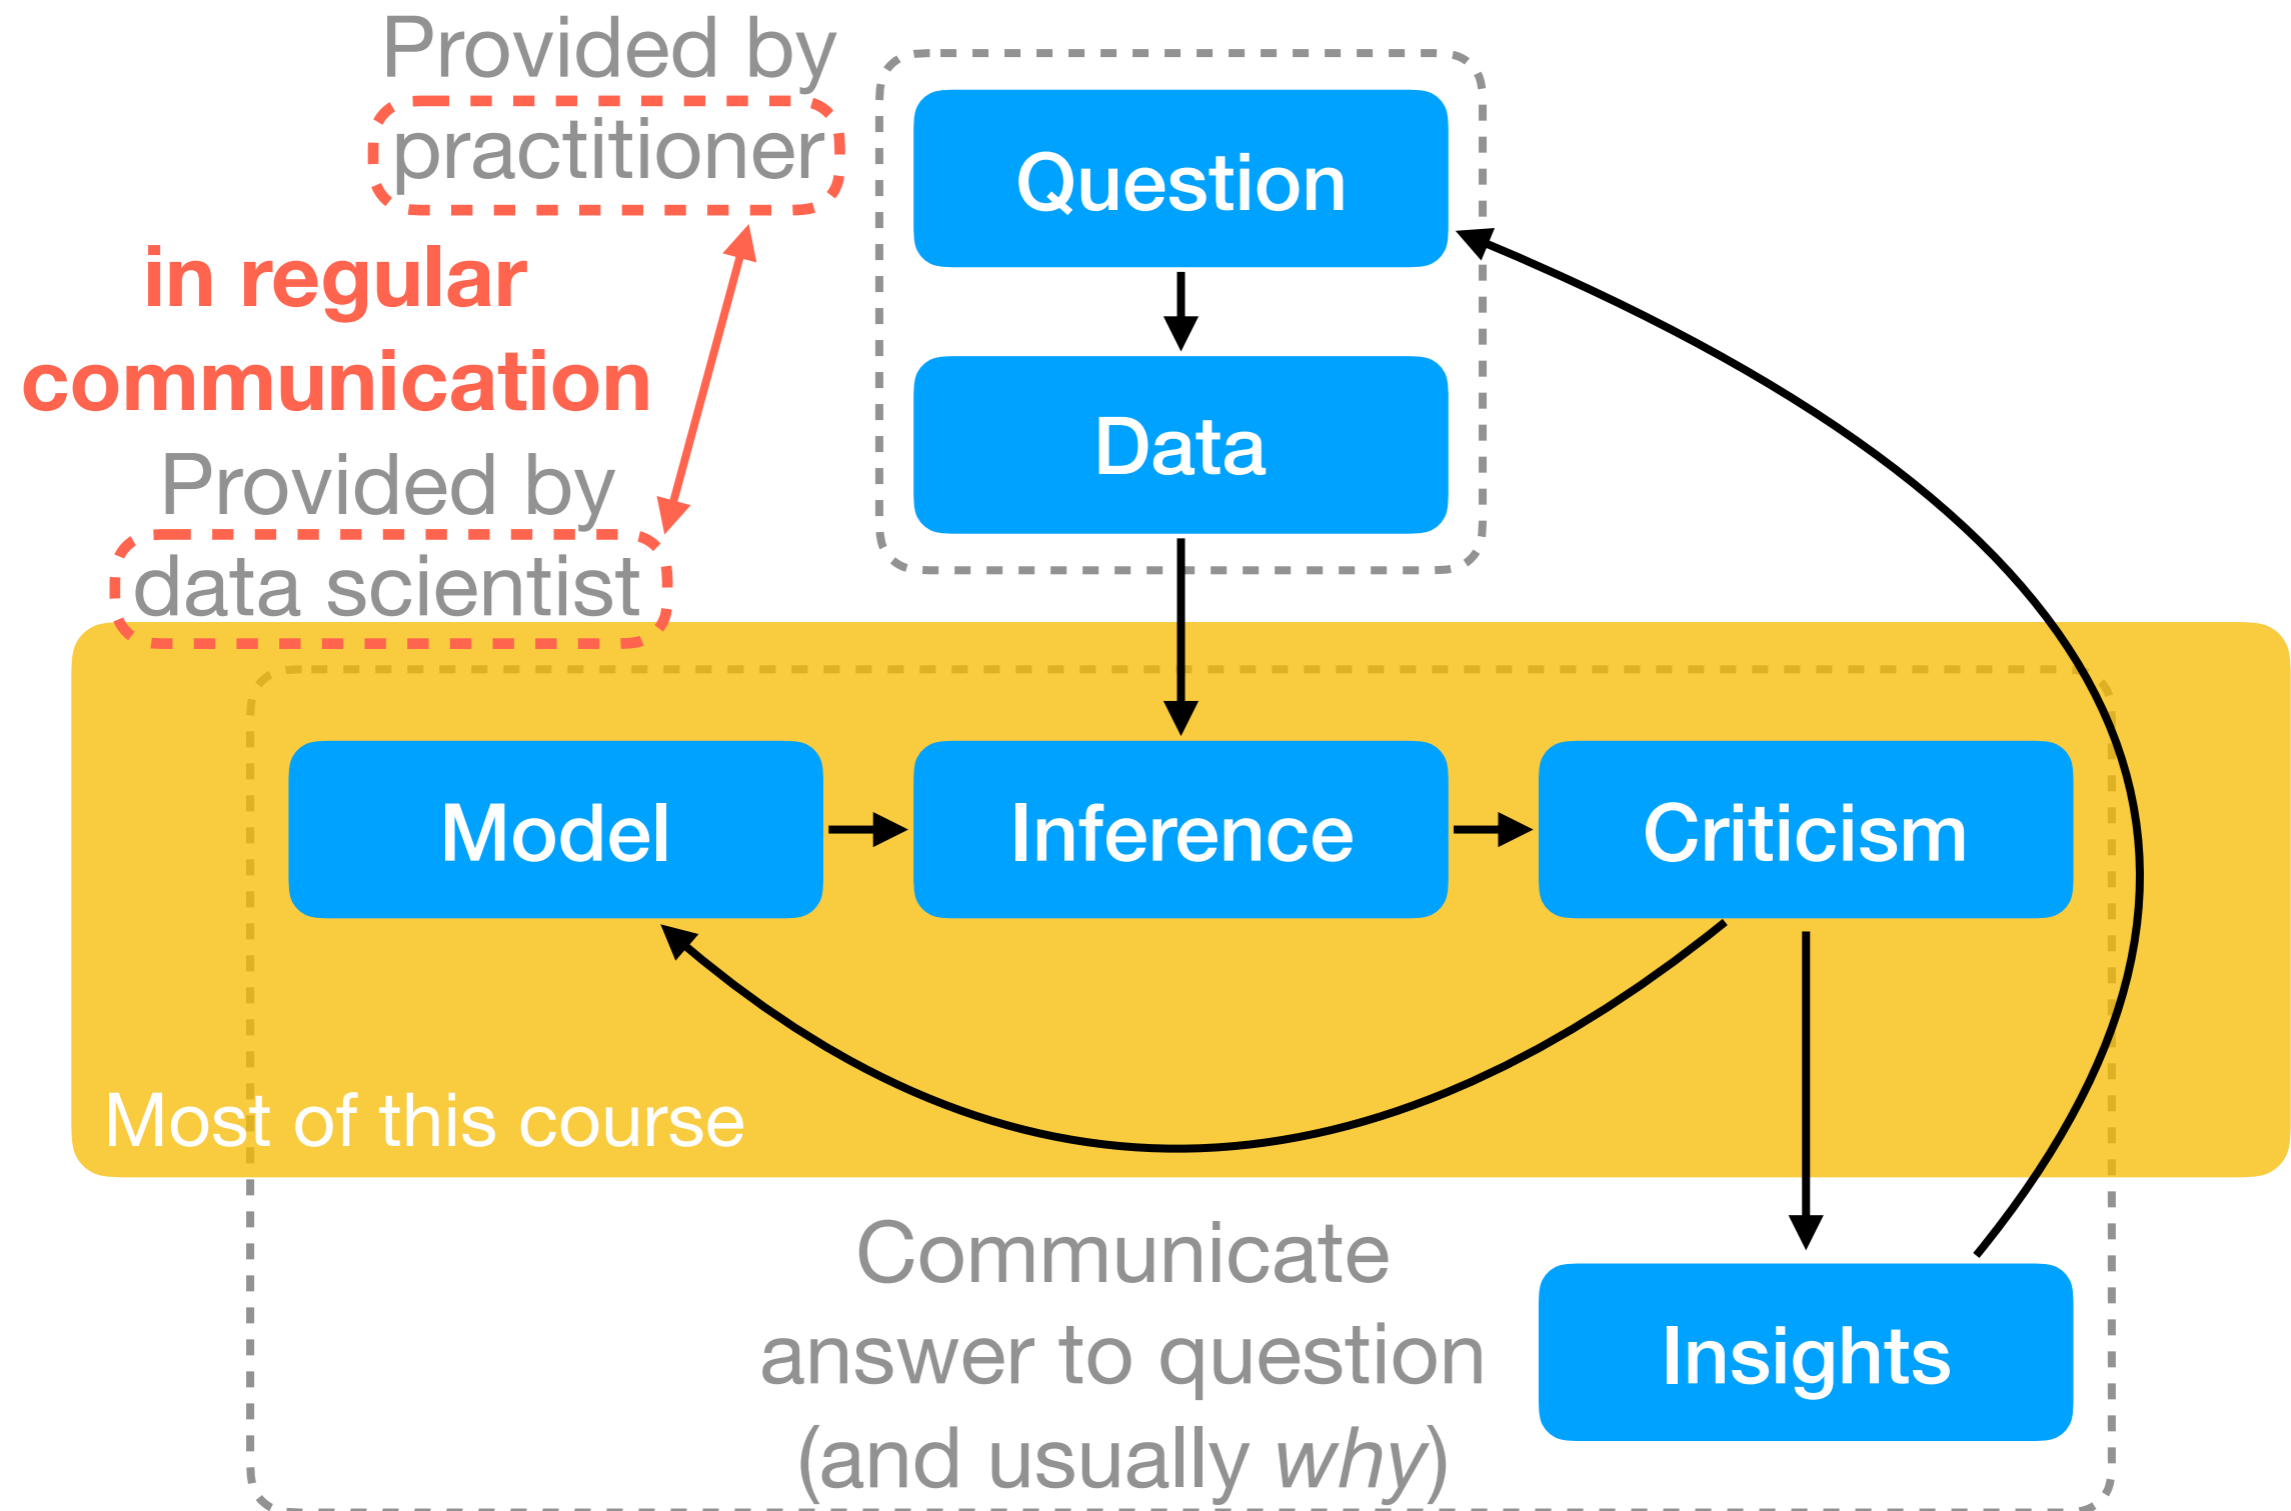 Provided by
practitioner
in regular
communication
Provided by
data scientist
Question
Data
Model
Inference
Criticism
Most of this course
Communicate
answer to question
(and usually why)
Insights